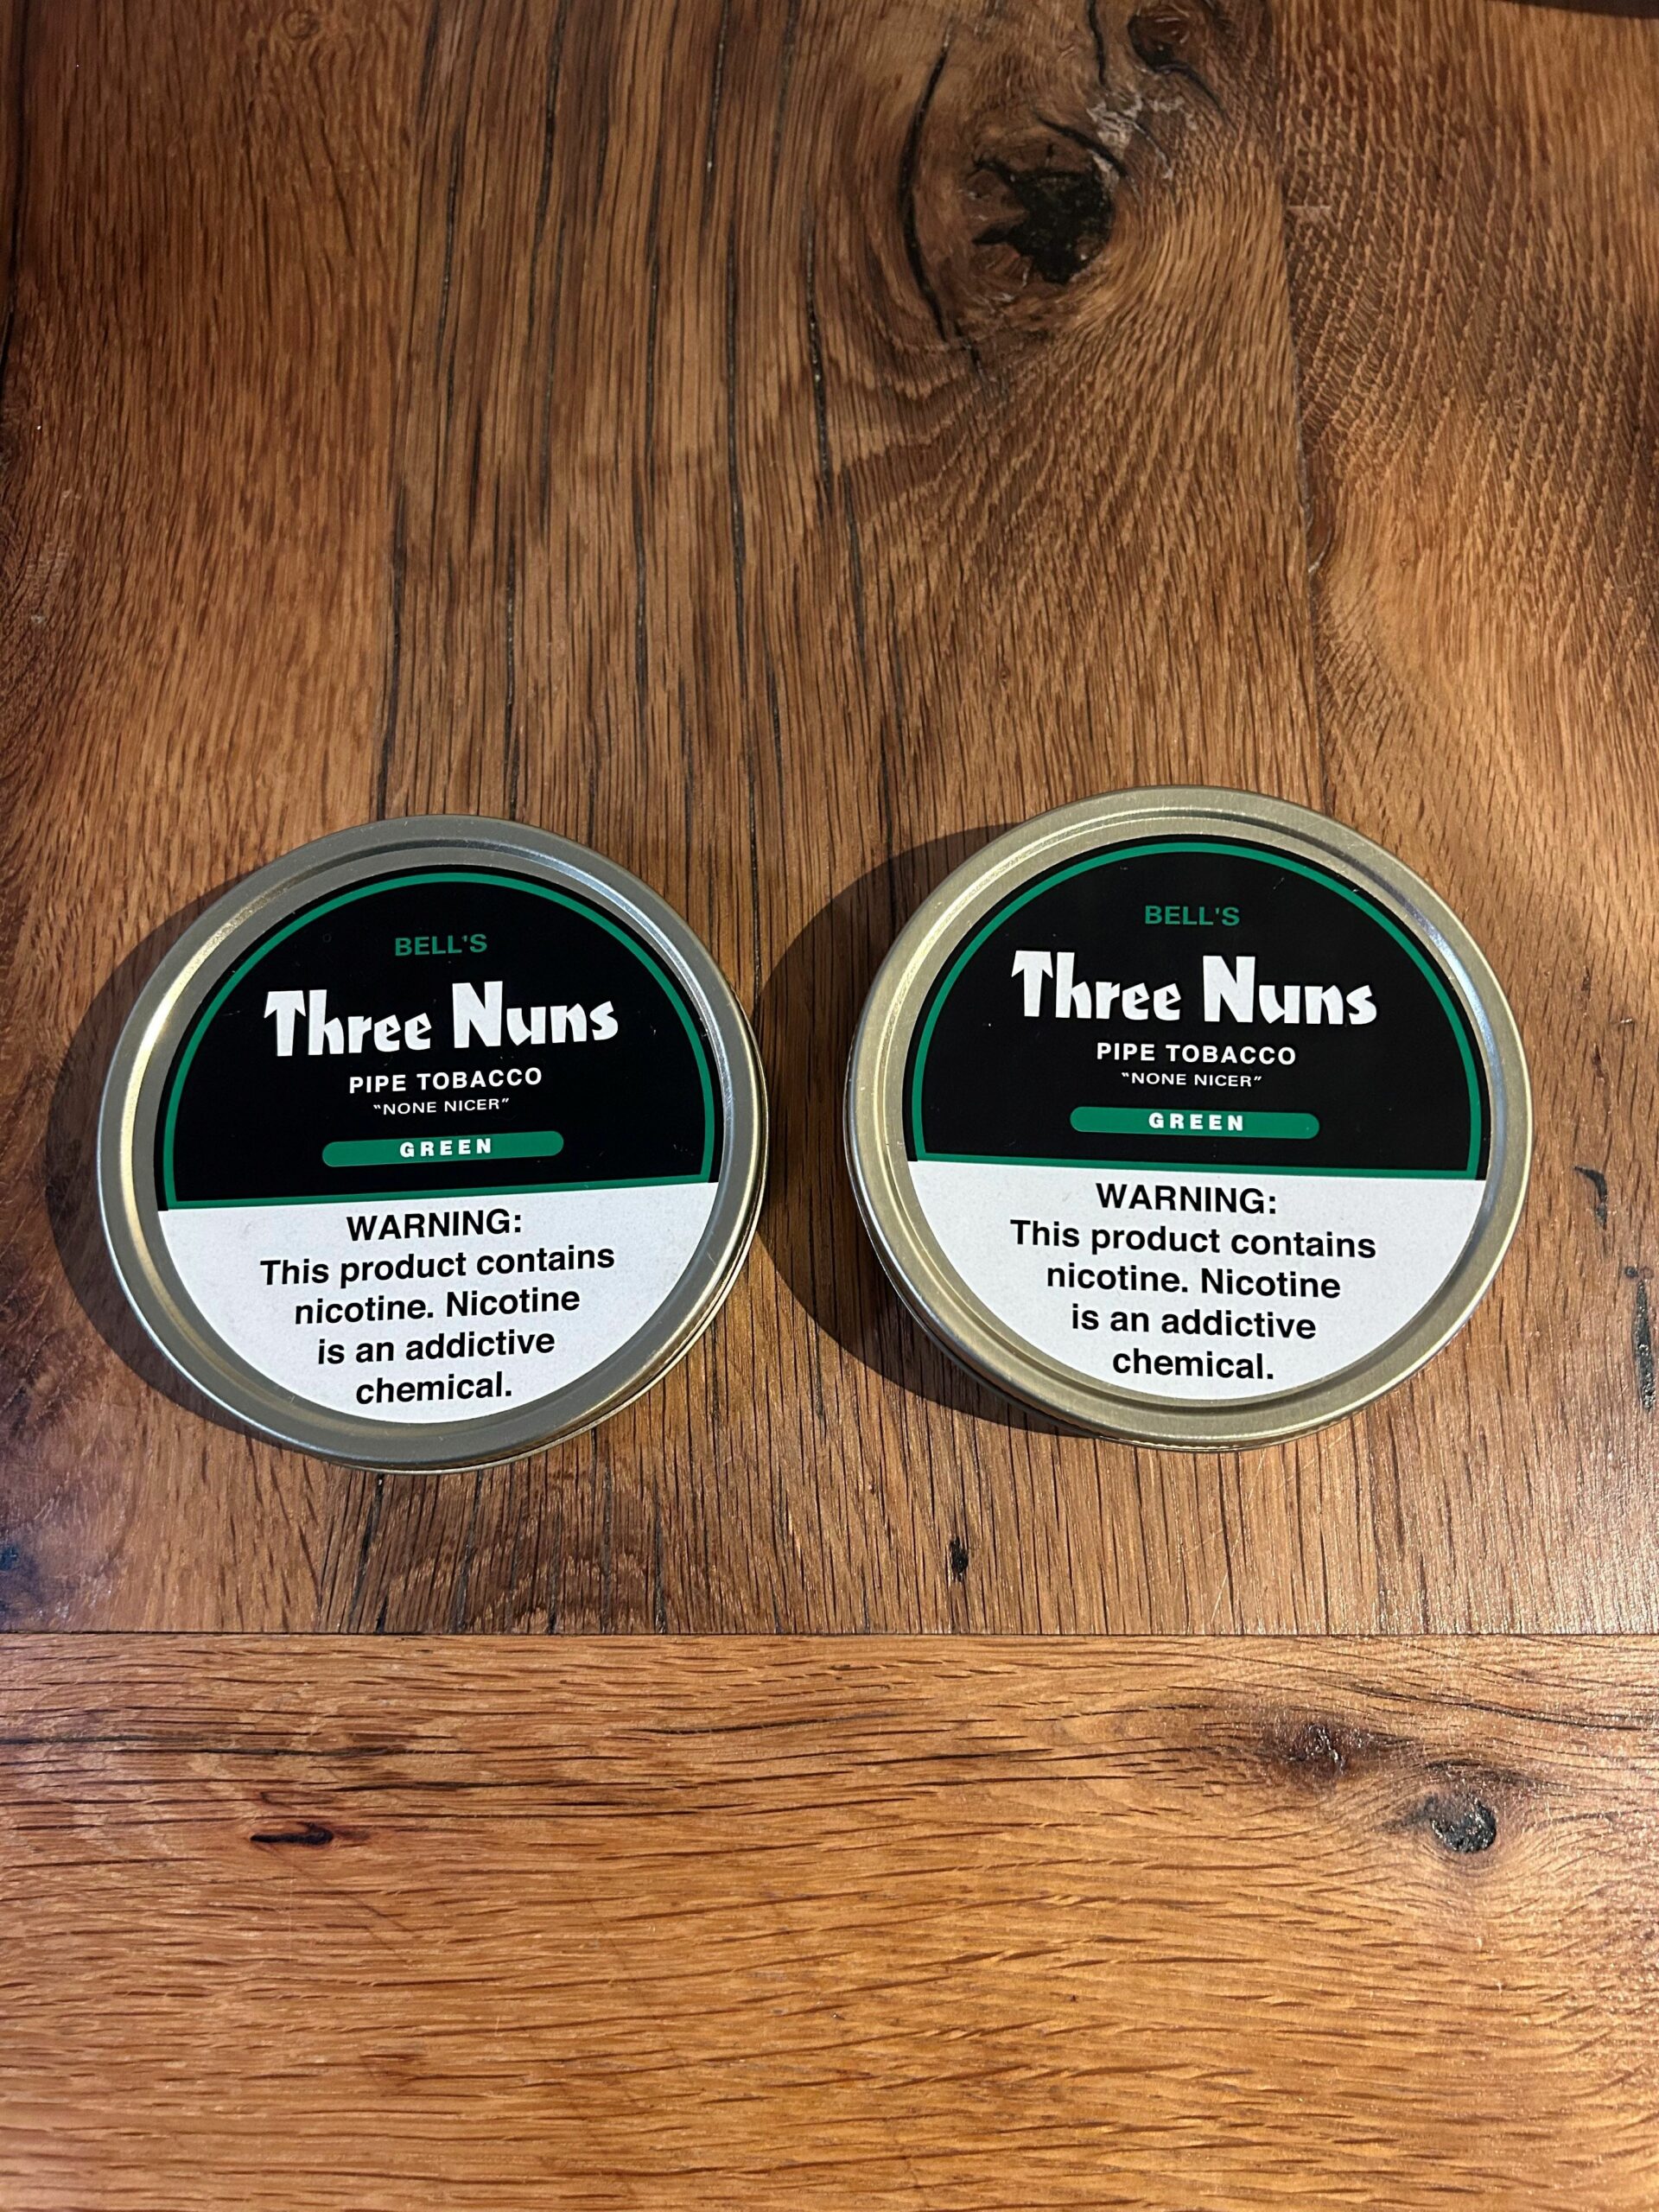 BELL'S
Three Nuns
PIPE TOBACCO
"NONE NICER"
GREEN
WARNING:
This product contains
nicotine. Nicotine
is an addictive
chemical.
BELL'S
Three Nuns
PIPE TOBACCO
"NONE NICER"
GREEN
WARNING:
This product contains
nicotine. Nicotine
is an addictive
chemical.